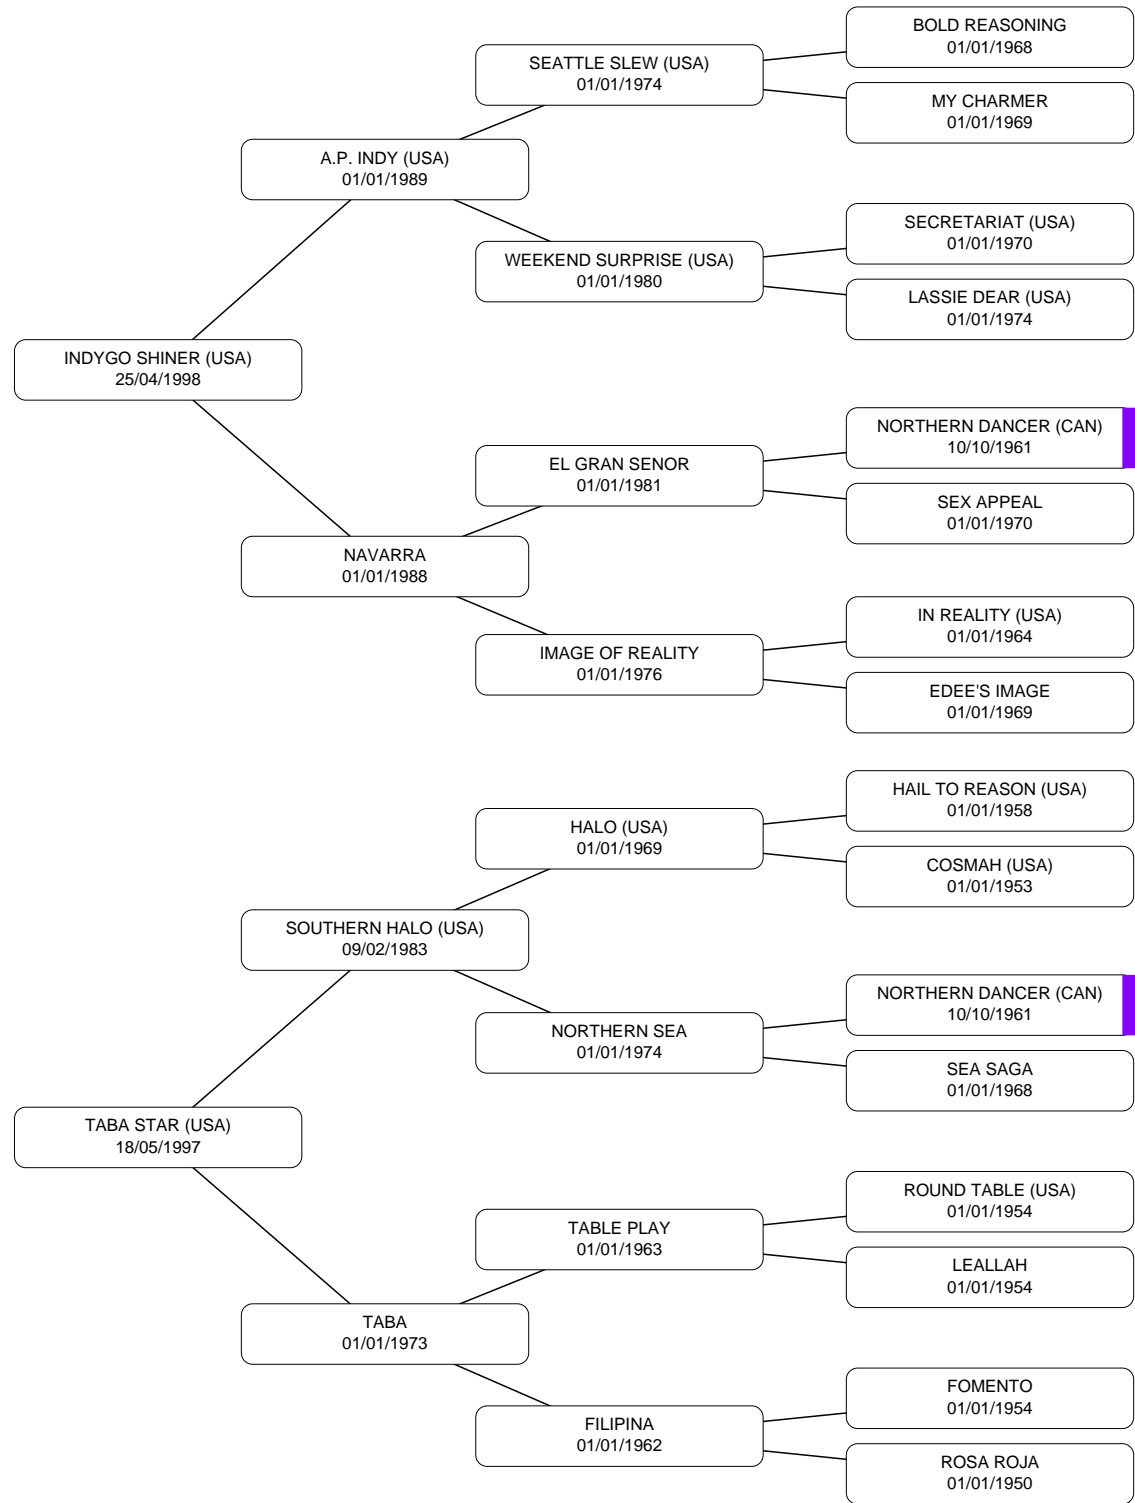 BOLD REASONING
01/01/1968
SEATTLE SLEW (USA)
01/01/1974
MY CHARMER
01/01/1969
A.P. INDY (USA)
01/01/1989
SECRETARIAT (USA)
01/01/1970
WEEKEND SURPRISE (USA)
01/01/1980
LASSIE DEAR (USA)
01/01/1974
INDYGO SHINER (USA)
25/04/1998
NORTHERN DANCER (CAN)
10/10/1961
EL GRAN SENOR
01/01/1981
SEX APPEAL
01/01/1970
NAVARRA
01/01/1988
IN REALITY (USA)
01/01/1964
IMAGE OF REALITY
01/01/1976
EDEE'S IMAGE
01/01/1969
HAIL TO REASON (USA)
01/01/1958
HALO (USA)
01/01/1969
COSMAH (USA)
01/01/1953
SOUTHERN HALO (USA)
09/02/1983
NORTHERN DANCER (CAN)
10/10/1961
NORTHERN SEA
01/01/1974
SEA SAGA
01/01/1968
TABA STAR (USA)
18/05/1997
ROUND TABLE (USA)
01/01/1954
TABLE PLAY
01/01/1963
LEALLAH
01/01/1954
TABA
01/01/1973
FOMENTO
01/01/1954
FILIPINA
01/01/1962
ROSA ROJA
01/01/1950